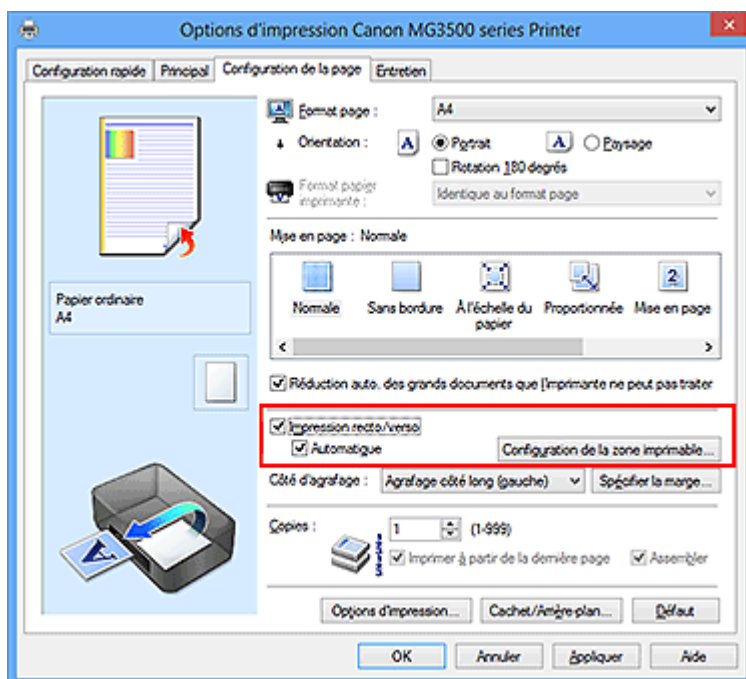 Options d'impression Canon MG3500 series Printer
Configuration rapide Principal Configuration de la page Entretien
Format page : A4
Orientation : A Portrait A Paysage
Rotation 180 degrés
Format papier imprimante : Identique au format page
Mise en page : Normale
Normale Sans bordure À l'échelle du papier Proportionnée Mise en page
Papier ordinaire
A4
Réduction auto. des grands documents que l'imprimante ne peut pas traiter
Impression recto/verso
Automatique Configuration de la zone imprimable...
Côté d'agrafage : Agrafage côté long (gauche) Spécifier la marge...
Copies : 1 (1-999)
Imprimer à partir de la dernière page Assembler
Options d'impression... Cachet/Arrière-plan... Défaut
OK Annuler Appliquer Aide